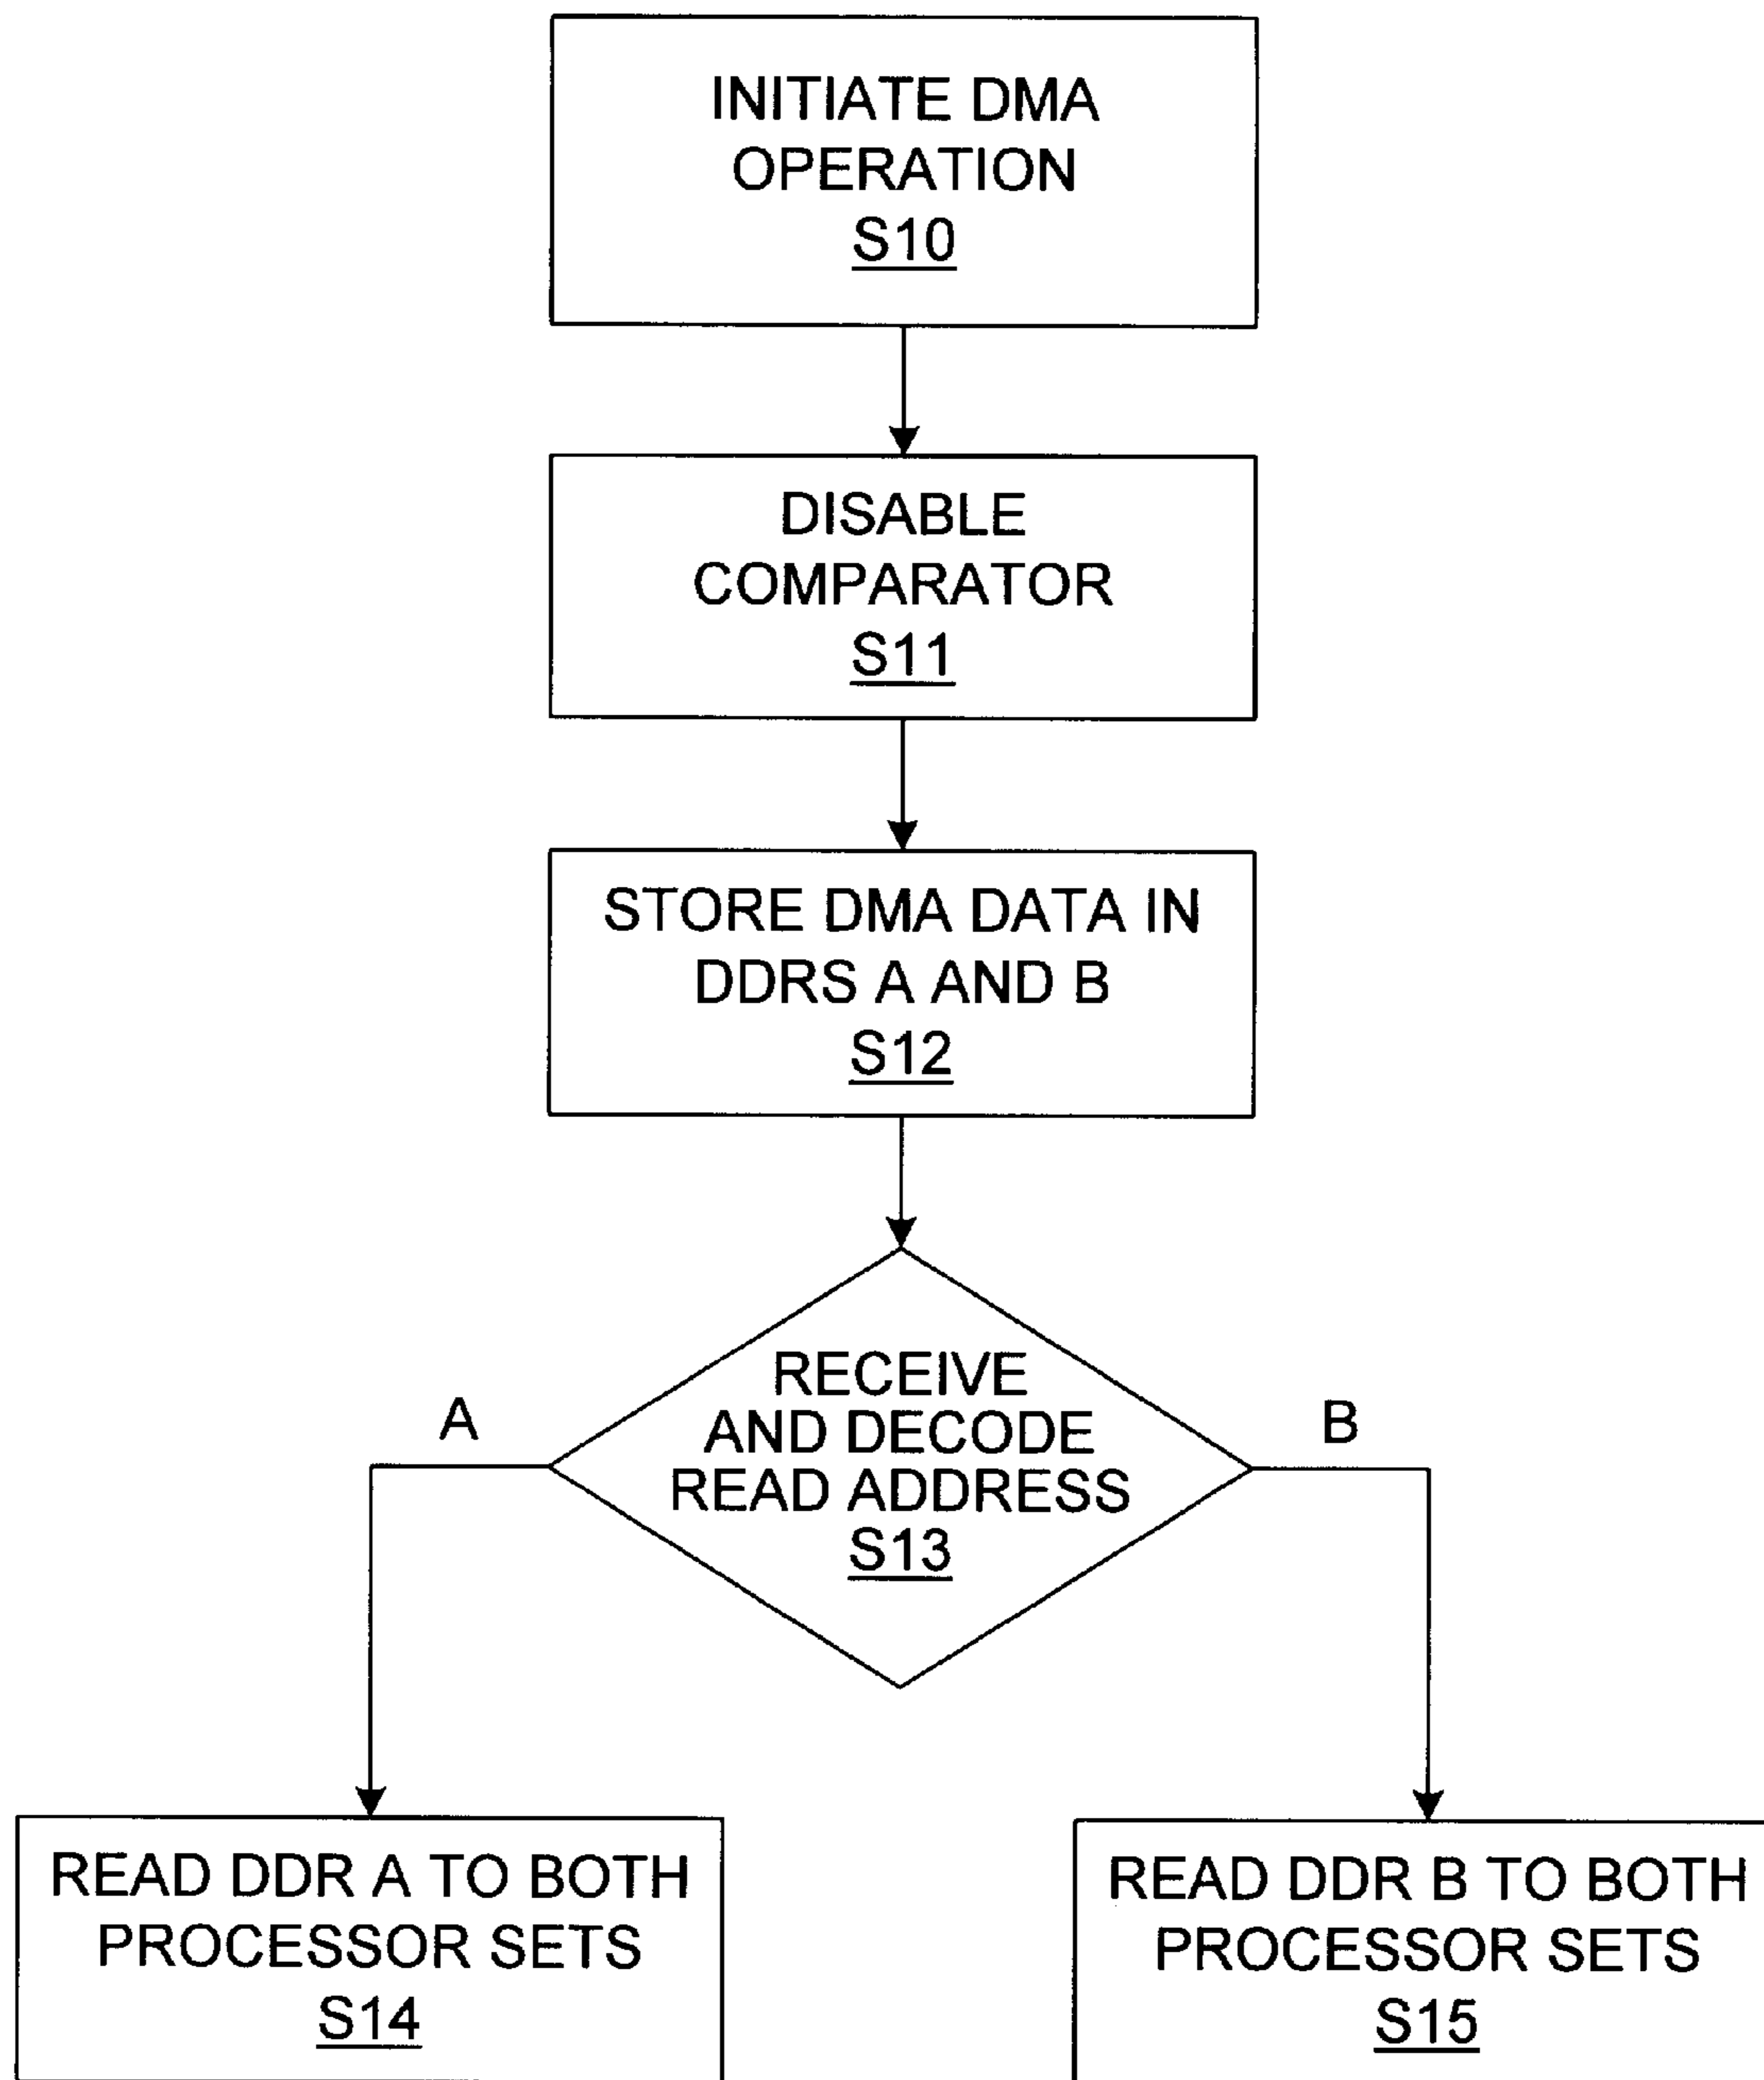 INITIATE DMA
OPERATION
S10
DISABLE
COMPARATOR
S11
STORE DMA DATA IN
DDRS A AND B
S12
RECEIVE
AND DECODE
READ ADDRESS
S13
A
B
READ DDR A TO BOTH
PROCESSOR SETS
S14
READ DDR B TO BOTH
PROCESSOR SETS
S15